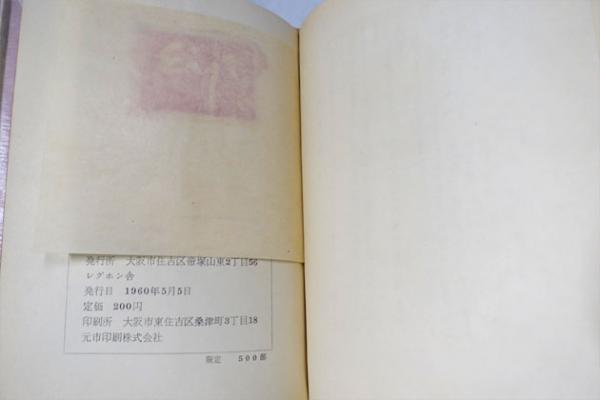 発行所　大阪市住吉区帝塚山東2丁目56
レグホン舎
発行日　1960年5月5日
定価　200円
印刷所　大阪市東住吉区桑津町3丁目18
元市印刷株式会社
限定　500部